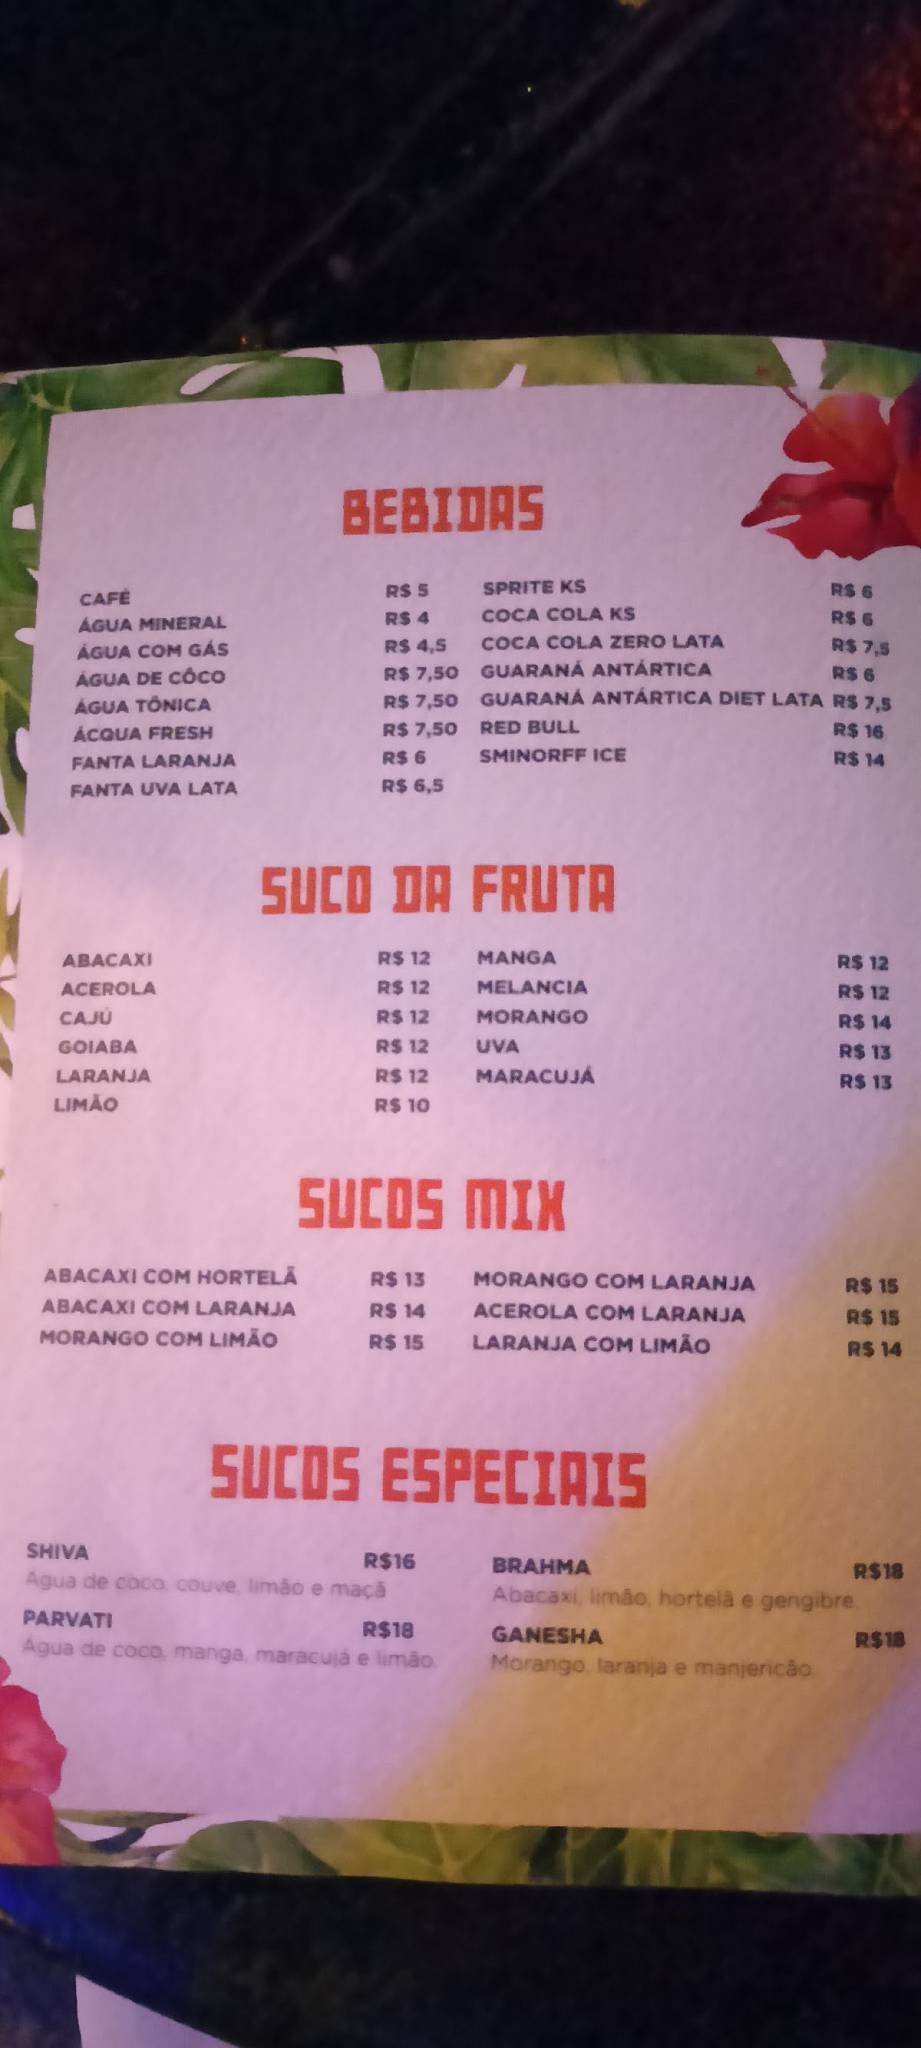 BEBIDAS
CAFÉ R$ 5
ÁGUA MINERAL R$ 4
ÁGUA COM GÁS R$ 4,5
ÁGUA DE CÔCO R$ 7,50
ÁGUA TÔNICA R$ 7,50
ÁCQUA FRESH R$ 7,50
FANTA LARANJA R$ 6
FANTA UVA LATA R$ 6,5
SPRITE KS R$ 6
COCA COLA KS R$ 6
COCA COLA ZERO LATA R$ 7,5
GUARANÁ ANTÁRTICA R$ 6
GUARANÁ ANTÁRTICA DIET LATA R$ 7,5
RED BULL R$ 16
SMINORFF ICE R$ 14
SUCO DA FRUTA
ABACAXI R$ 12
ACEROLA R$ 12
CAJÚ R$ 12
GOIABA R$ 12
LARANJA R$ 12
LIMÃO R$ 10
MANGA R$ 12
MELANCIA R$ 12
MORANGO R$ 14
UVA R$ 13
MARACUJÁ R$ 13
SUCOS MIX
ABACAXI COM HORTELÃ R$ 13
ABACAXI COM LARANJA R$ 14
MORANGO COM LIMÃO R$ 15
MORANGO COM LARANJA R$ 15
ACEROLA COM LARANJA R$ 15
LARANJA COM LIMÃO R$ 14
SUCOS ESPECIAIS
SHIVA R$16
Água de coco, couve, limão e maçã
PARVATI R$18
Água de coco, manga, maracujá e limão.
BRAHMA R$18
Abacaxi, limão, hortelã e gengibre.
GANESHA R$18
Morango, laranja e manjericão